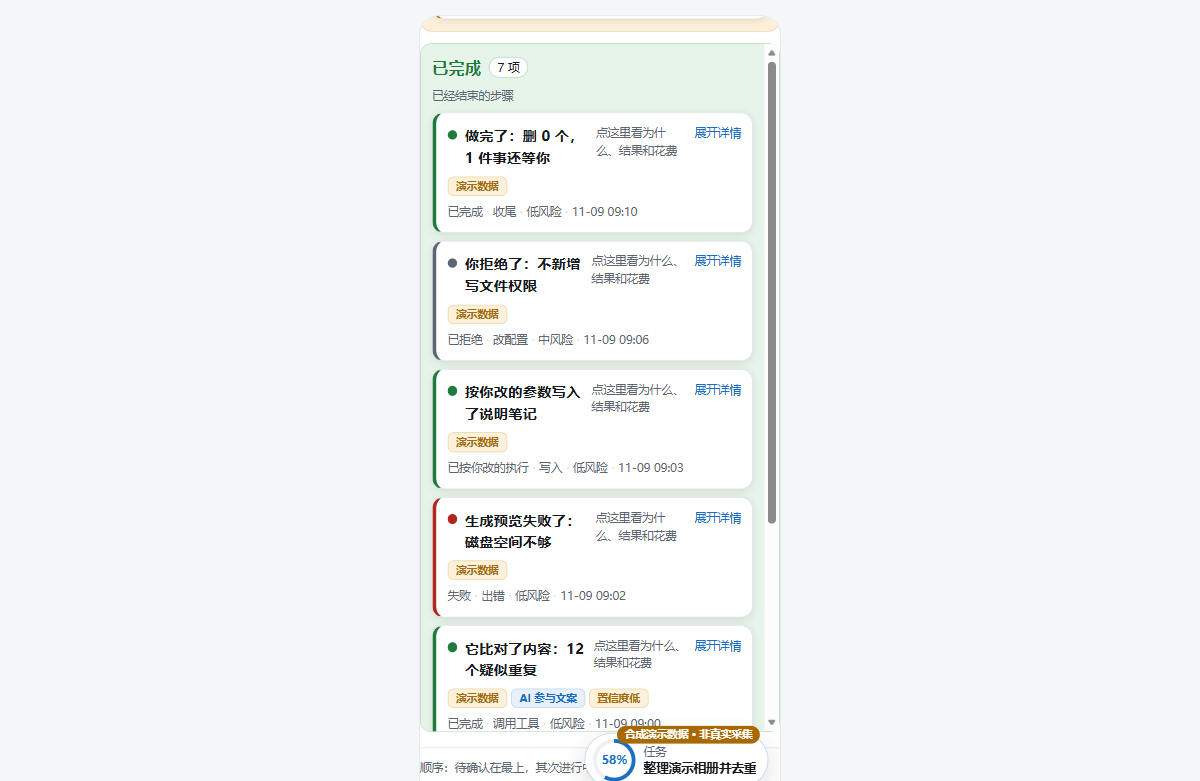 已完成 7 项
已经结束的步骤
做完了：删 0 个，
1 件事还等你
点这里看为什
么、结果和花费
展开详情
演示数据
已完成 · 收尾 · 低风险 · 11-09 09:10
你拒绝了：不新增
写文件权限
点这里看为什么、
结果和花费
展开详情
演示数据
已拒绝 · 改配置 · 中风险 · 11-09 09:06
按你改的参数写入
了说明笔记
点这里看为什么、
结果和花费
展开详情
演示数据
已按你改的执行 · 写入 · 低风险 · 11-09 09:03
生成预览失败了：
磁盘空间不够
点这里看为什
么、结果和花费
展开详情
演示数据
失败 · 出错 · 低风险 · 11-09 09:02
它比对了内容：12
个疑似重复
点这里看为什么、
结果和花费
展开详情
演示数据 AI 参与文案 置信度低
已完成 · 调用工具 · 低风险 · 11-09 09:00
合成演示数据 • 非真实采集
顺序：待确认在最上，其次进行
58%
任务
整理演示相册并去重